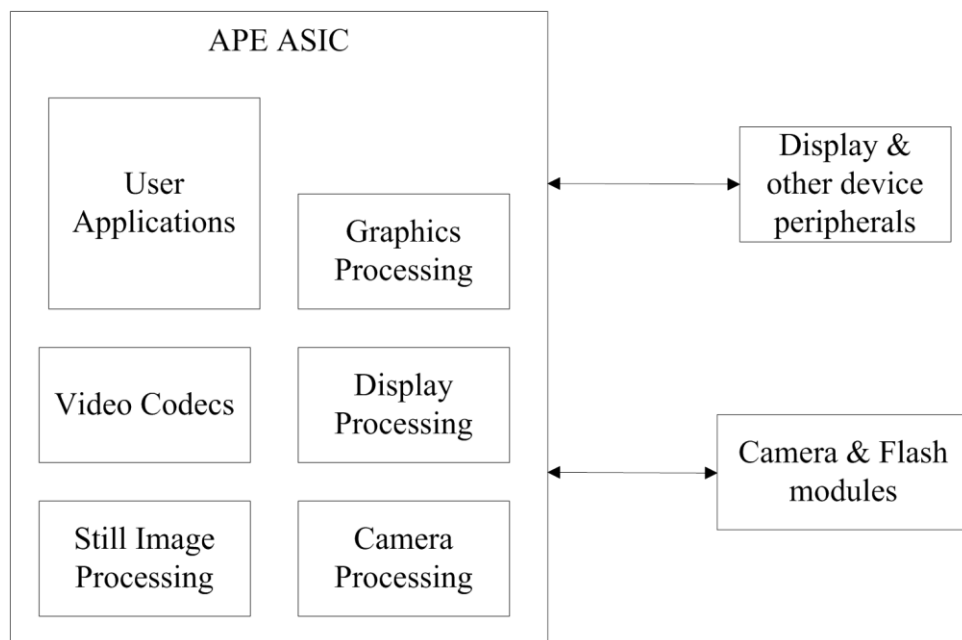 APE ASIC
User
Applications
Graphics
Processing
Video Codecs
Display
Processing
Still Image
Processing
Camera
Processing
Display &
other device
peripherals
Camera & Flash
modules